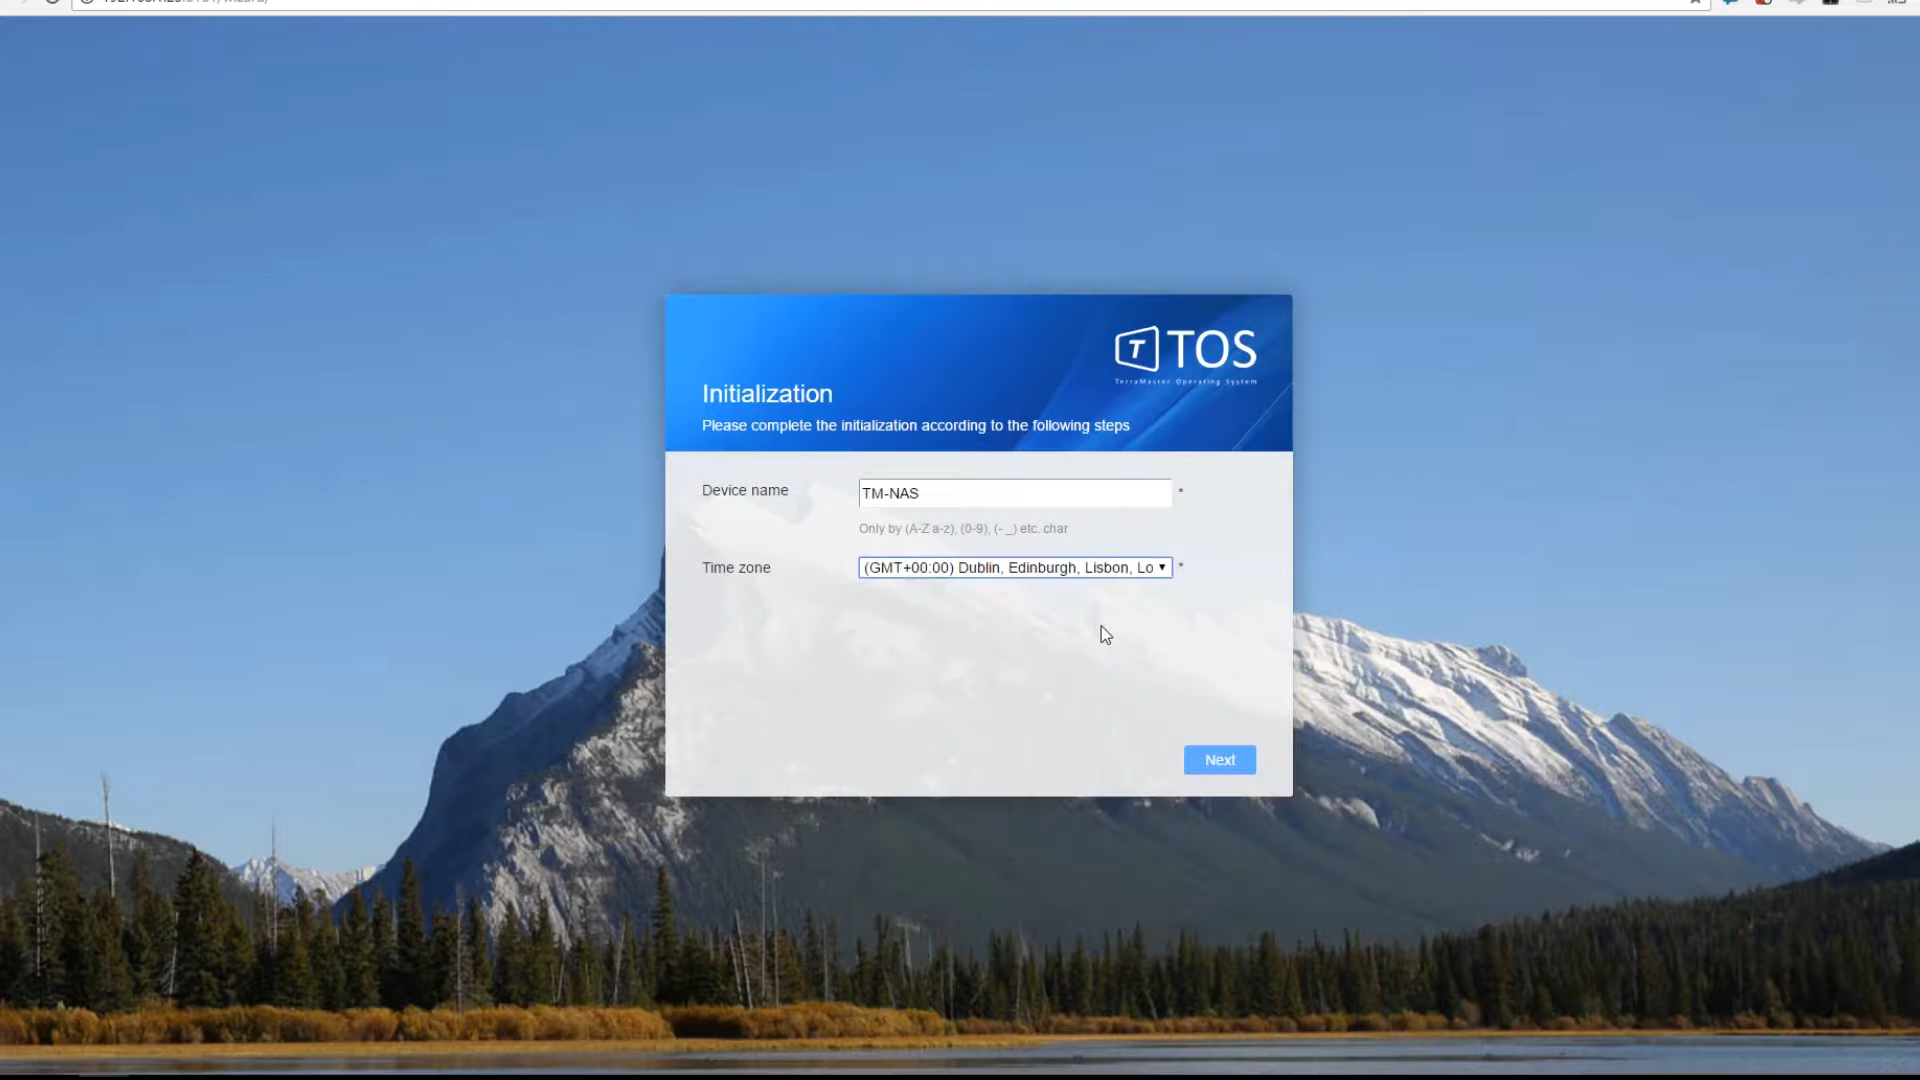 T TOS
TerraMaster Operating System
Initialization
Please complete the initialization according to the following steps
Device name
TM-NAS
*
Only by (A-Z a-z), (0-9), (- _) etc. char
Time zone
(GMT+00:00) Dublin, Edinburgh, Lisbon, Lo
*
Next